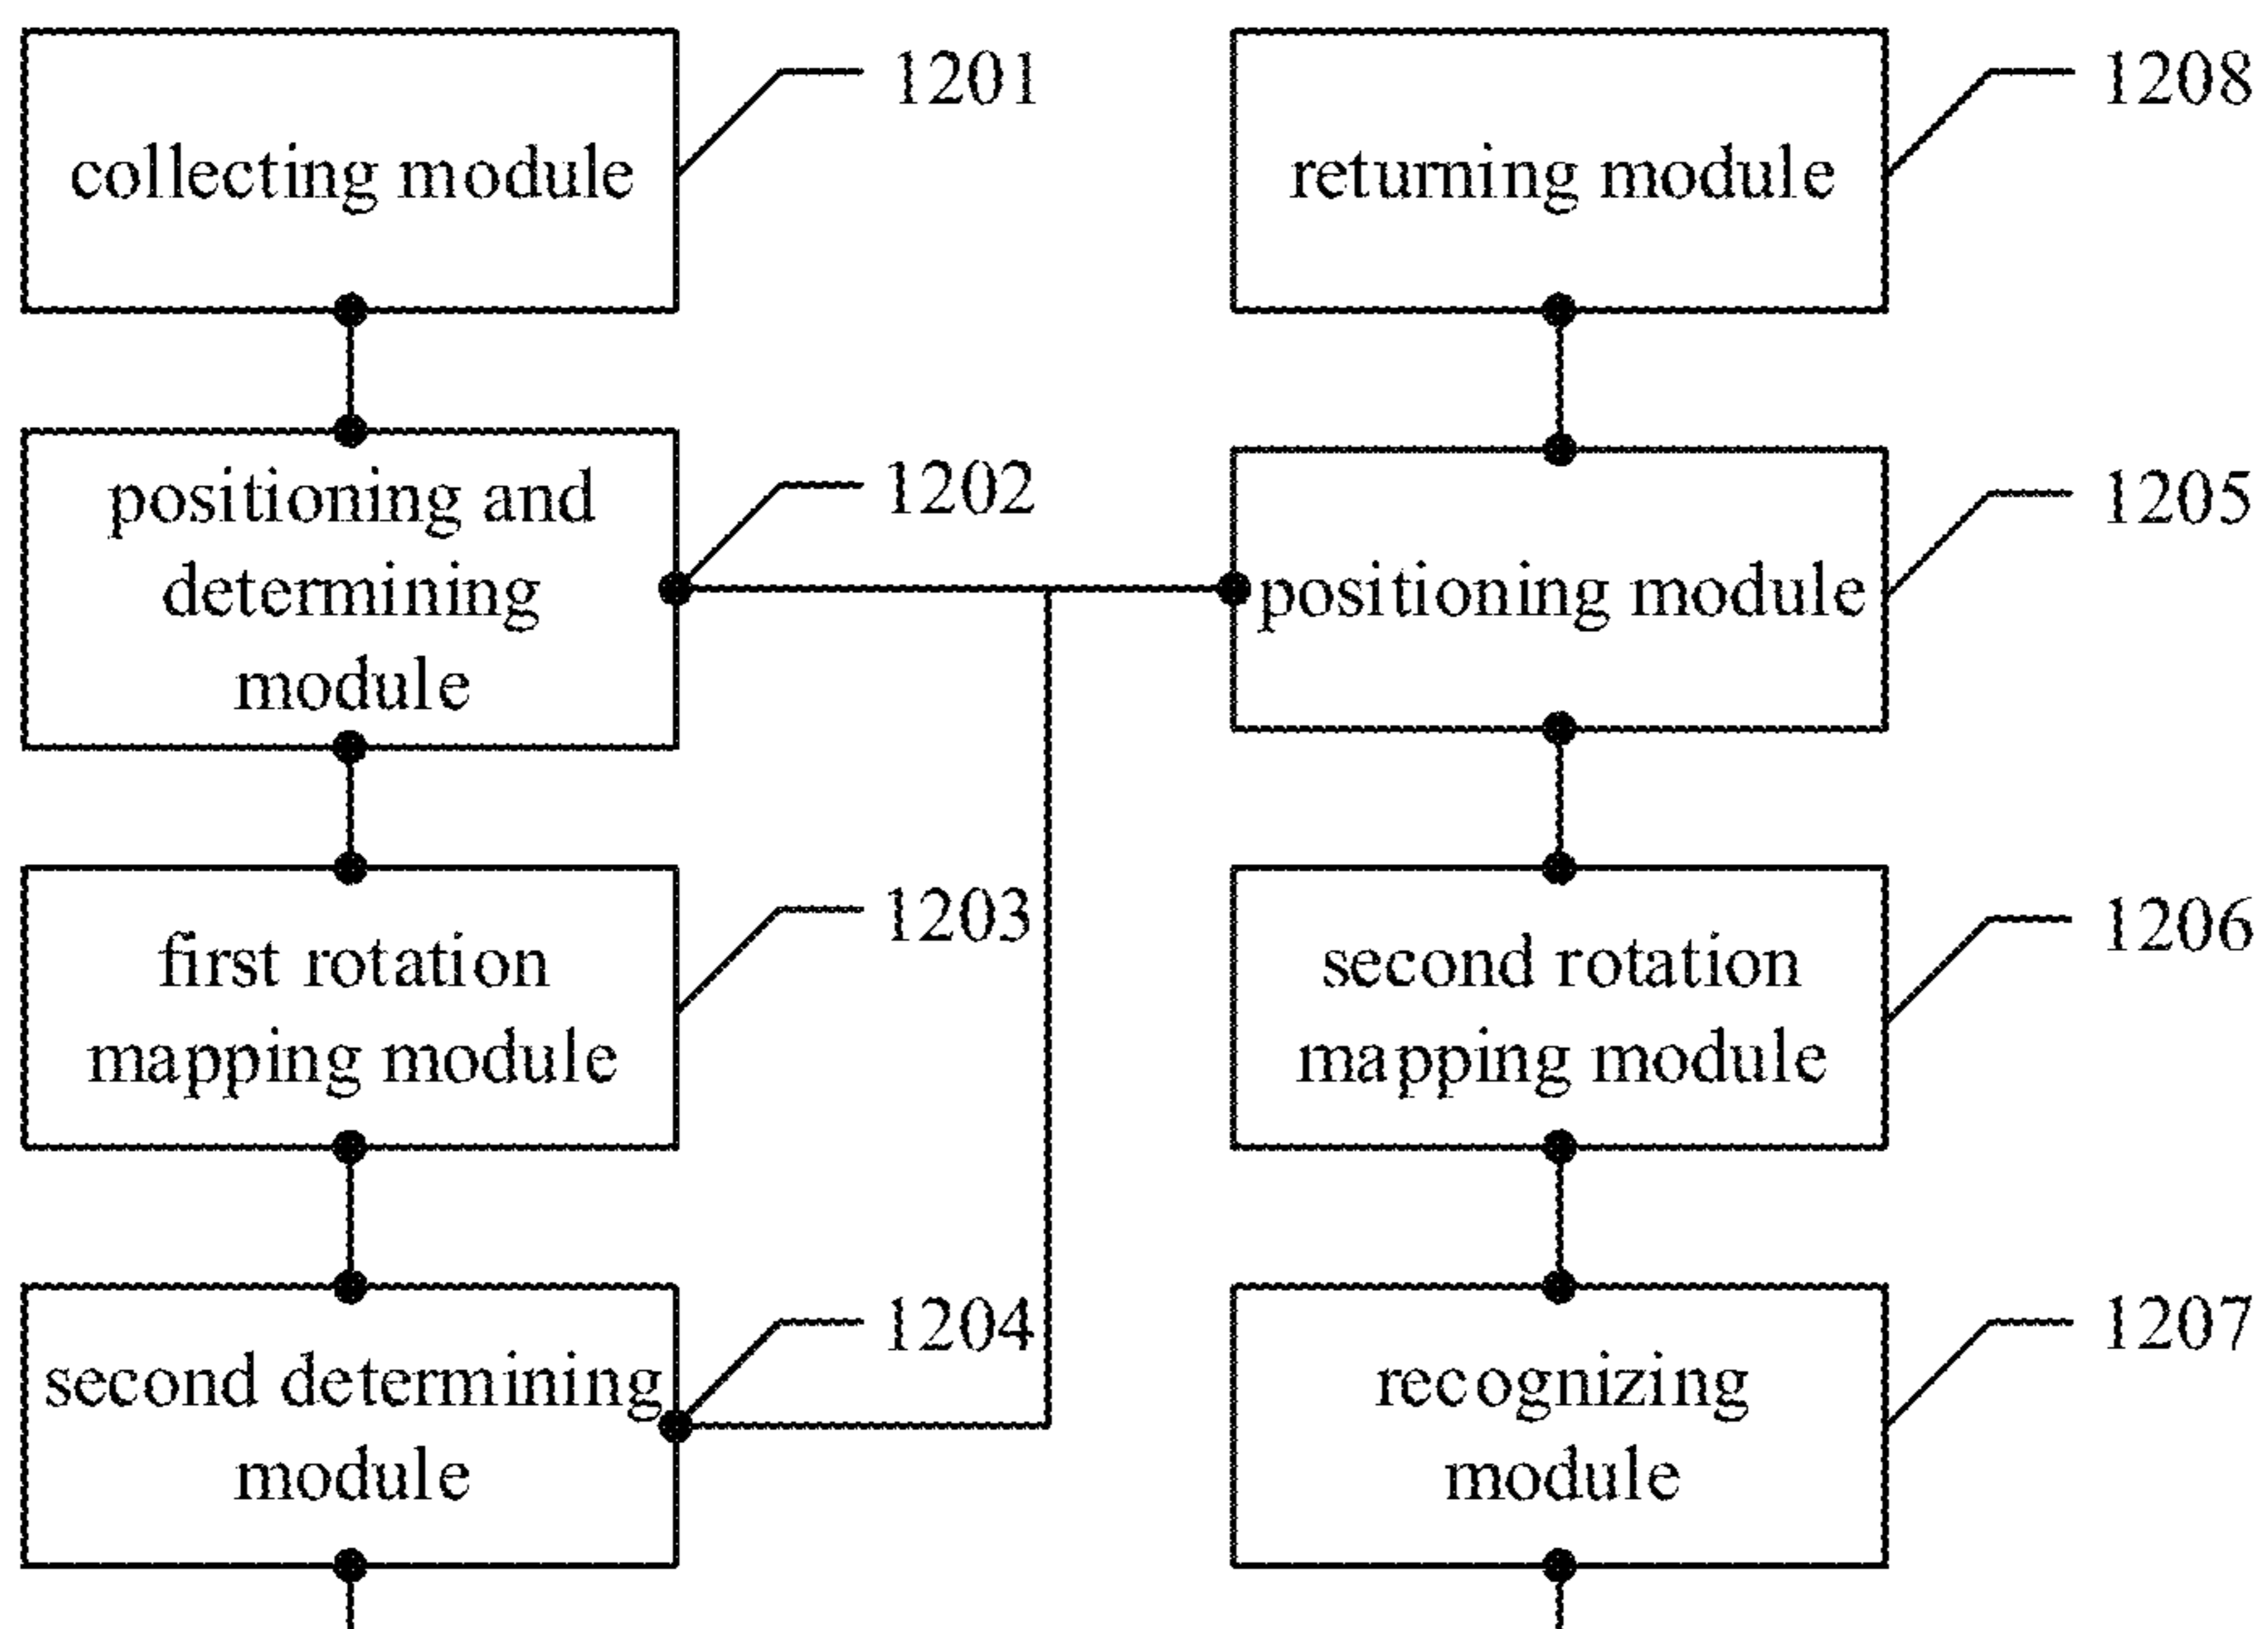 collecting module
1201
positioning and
determining
module
1202
first rotation
mapping module
1203
second determining
module
1204
returning module
1208
positioning module
1205
second rotation
mapping module
1206
recognizing
module
1207